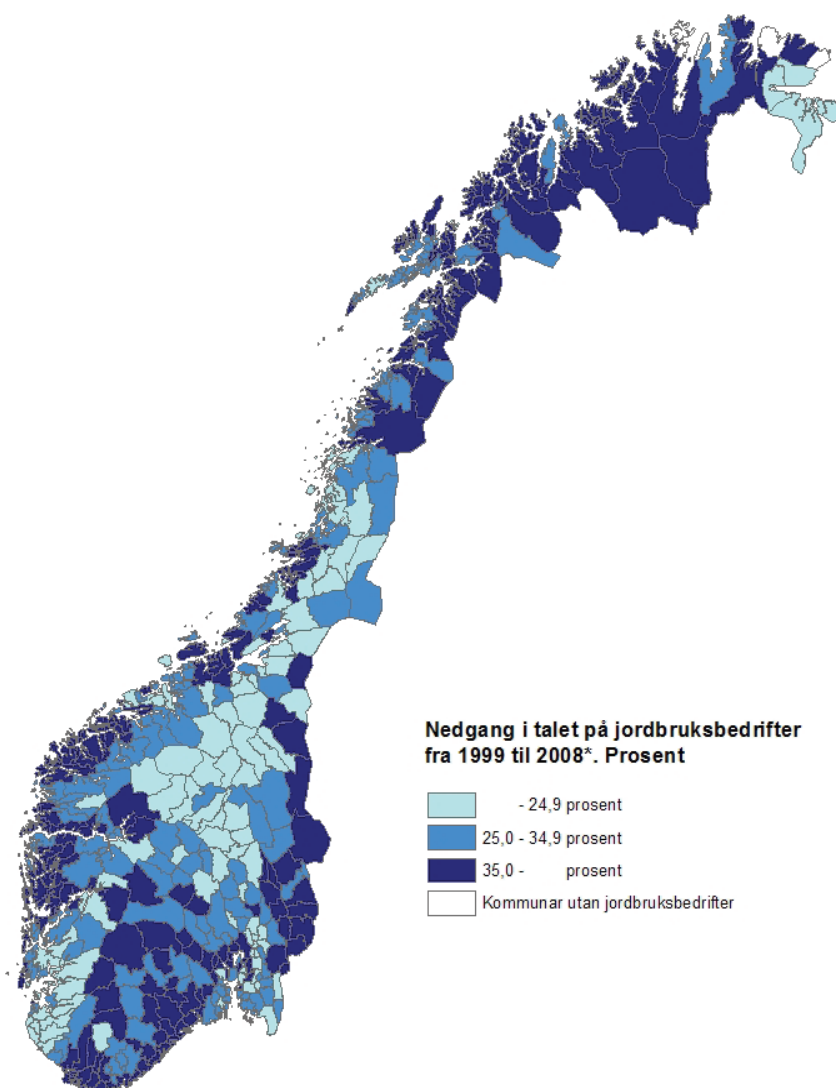 Nedgang i talet på jordbruksbedrifter
fra 1999 til 2008*. Prosent
- 24,9 prosent
25,0 - 34,9 prosent
35,0 - prosent
Kommunar utan jordbruksbedrifter